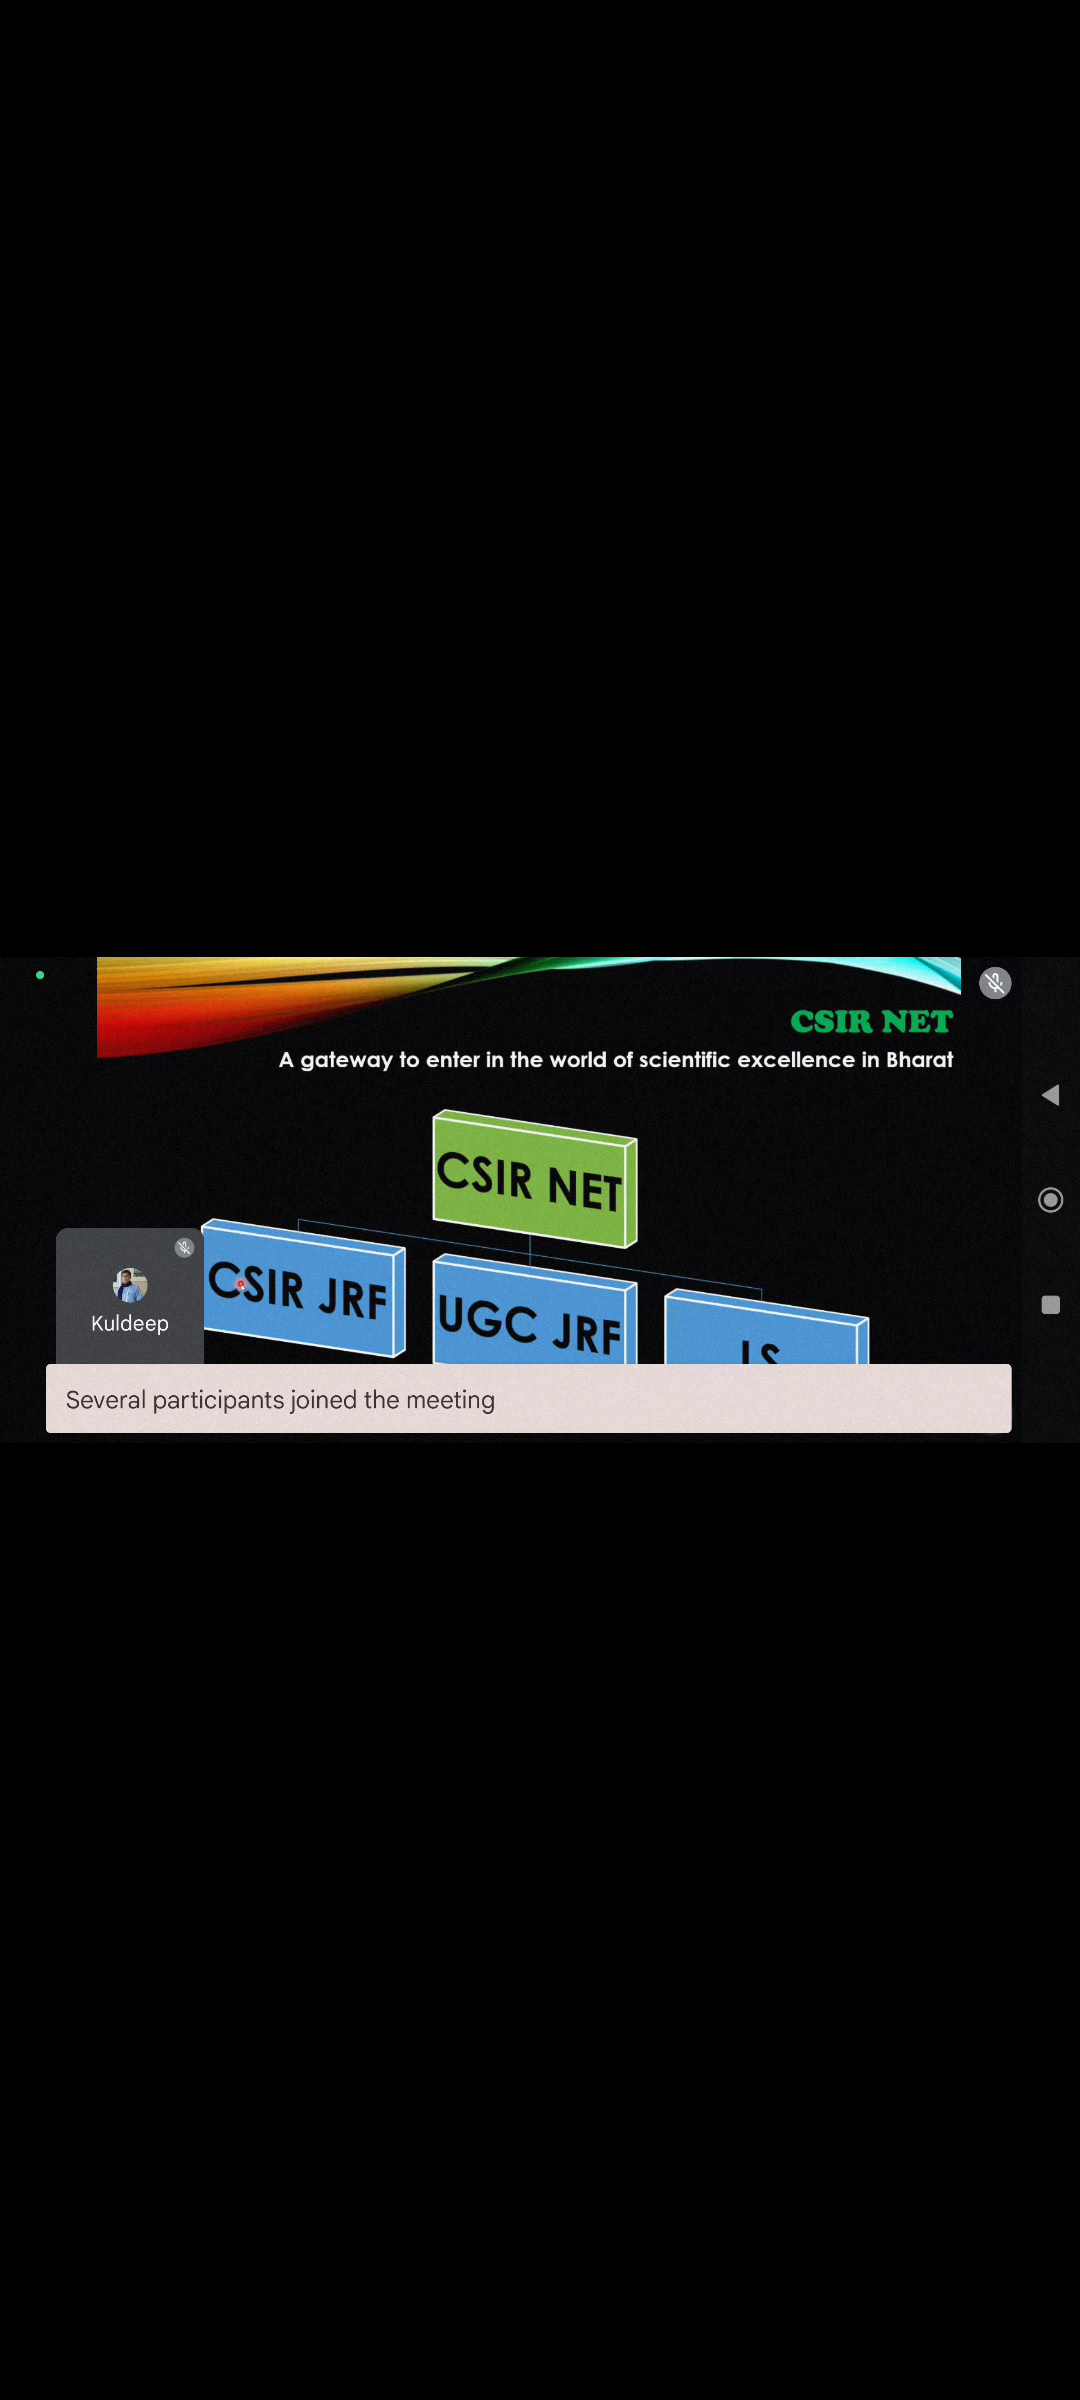 CSIR NET
A gateway to enter in the world of scientific excellence in Bharat
CSIR NET
CSIR JRF
UGC JRF
LS
Kuldeep
Several participants joined the meeting